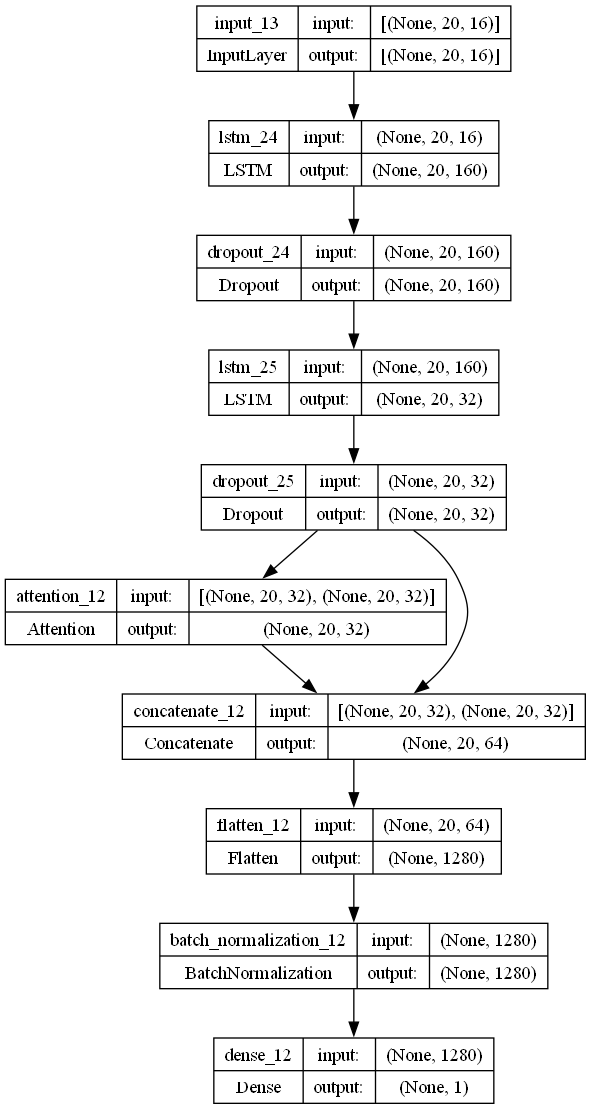 input_13 input: [(None, 20, 16)]
InputLayer output: [(None, 20, 16)]
lstm_24 input: (None, 20, 16)
LSTM output: (None, 20, 160)
dropout_24 input: (None, 20, 160)
Dropout output: (None, 20, 160)
lstm_25 input: (None, 20, 160)
LSTM output: (None, 20, 32)
dropout_25 input: (None, 20, 32)
Dropout output: (None, 20, 32)
attention_12 input: [(None, 20, 32), (None, 20, 32)]
Attention output: (None, 20, 32)
concatenate_12 input: [(None, 20, 32), (None, 20, 32)]
Concatenate output: (None, 20, 64)
flatten_12 input: (None, 20, 64)
Flatten output: (None, 1280)
batch_normalization_12 input: (None, 1280)
BatchNormalization output: (None, 1280)
dense_12 input: (None, 1280)
Dense output: (None, 1)